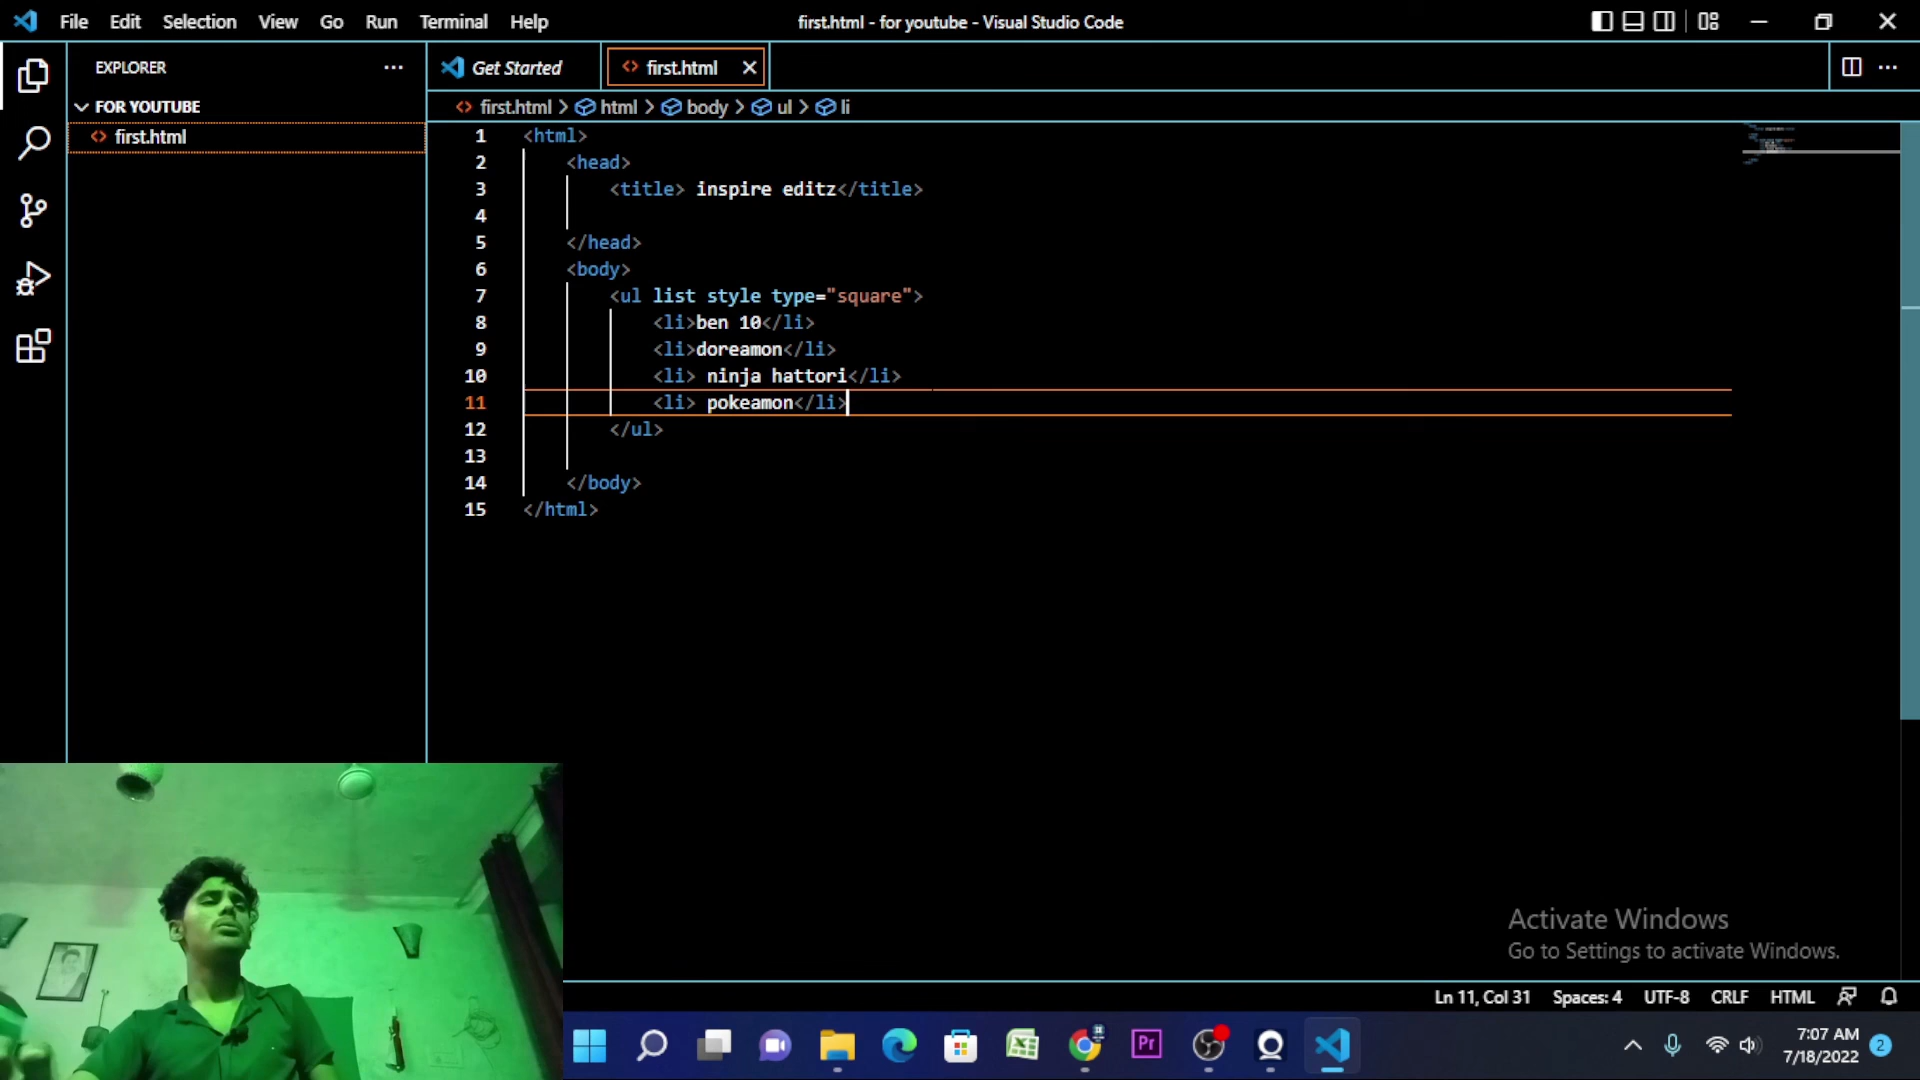 File Edit Selection View Go Run Terminal Help first.html - for youtube - Visual Studio Code
EXPLORER
Get Started
first.html
FOR YOUTUBE
first.html
first.html > html > body > ul > li
1 <html>
2 <head>
3 <title> inspire editz</title>
4
5 </head>
6 <body>
7 <ul list style type="square">
8 <li>ben 10</li>
9 <li>doreamon</li>
10 <li> ninja hattori</li>
11 <li> pokeamon</li>
12 </ul>
13
14 </body>
15 </html>
Activate Windows
Go to Settings to activate Windows.
Ln 11, Col 31 Spaces: 4 UTF-8 CRLF HTML
Pr
7:07 AM
7/18/2022
2